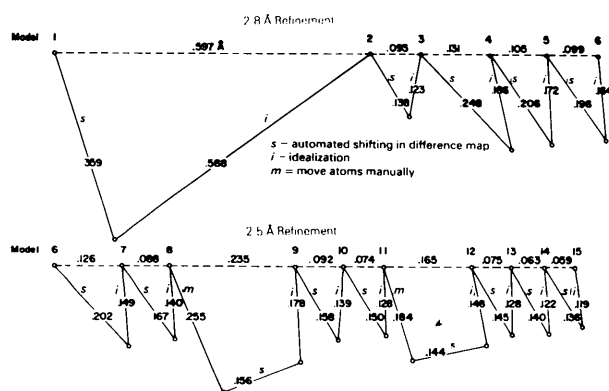 2.8 Å Refinement
Model 1 2 3 4 5 6
.597 Å .095 .131 .106 .099
s i s i s i s i s i
.359 .588 .138 .123 .248 .186 .206 .172 .196
s – automated shifting in difference map
i – idealization
m = move atoms manually
2.5 Å Refinement
Model 6 7 8 9 10 11 12 13 14 15
.126 .088 .235 .092 .074 .165 .075 .063 .059
s i s i m s i s i s i m s i s i s i s i
.202 .149 .167 .140 .255 .156 .178 .158 .139 .150 .128 .184 .144 .146 .145 .128 .140 .122 .136 .119